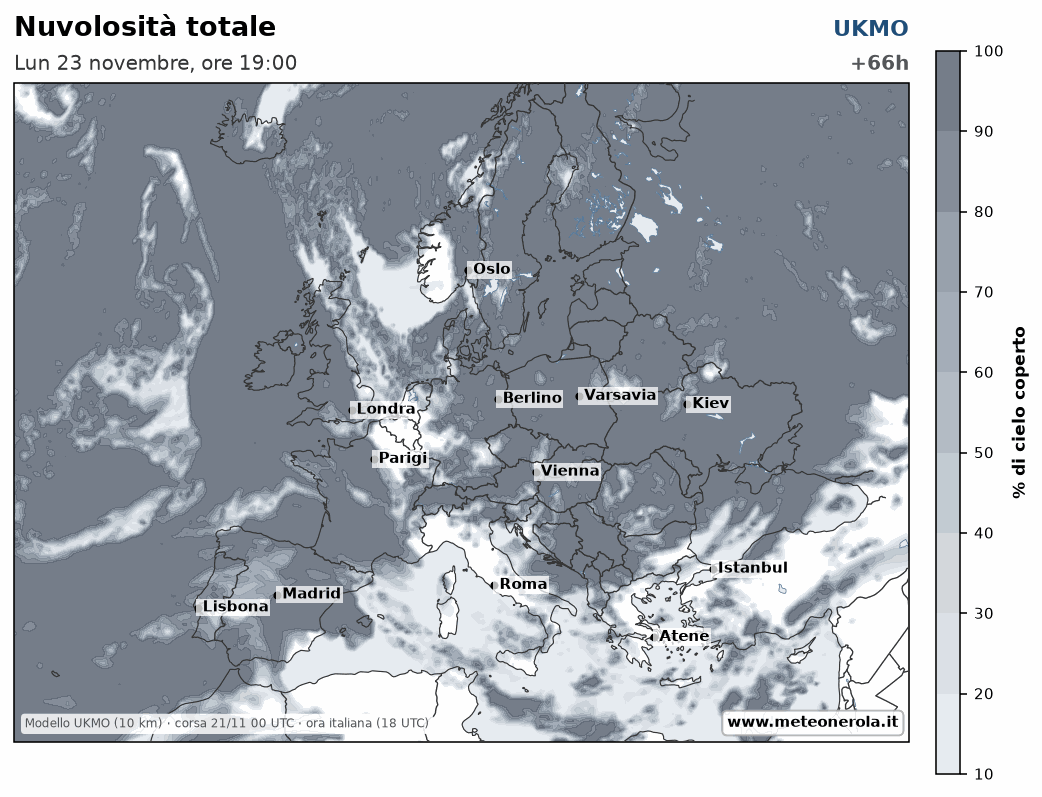 Nuvolosità totale
UKMO
Lun 23 novembre, ore 19:00
+66h
100
90
80
70
60
50
40
30
20
10
% di cielo coperto
Oslo
Londra
Berlino
Varsavia
Kiev
Parigi
Vienna
Istanbul
Roma
Madrid
Lisbona
Atene
Modello UKMO (10 km) · corsa 21/11 00 UTC · ora italiana (18 UTC)
www.meteonerola.it